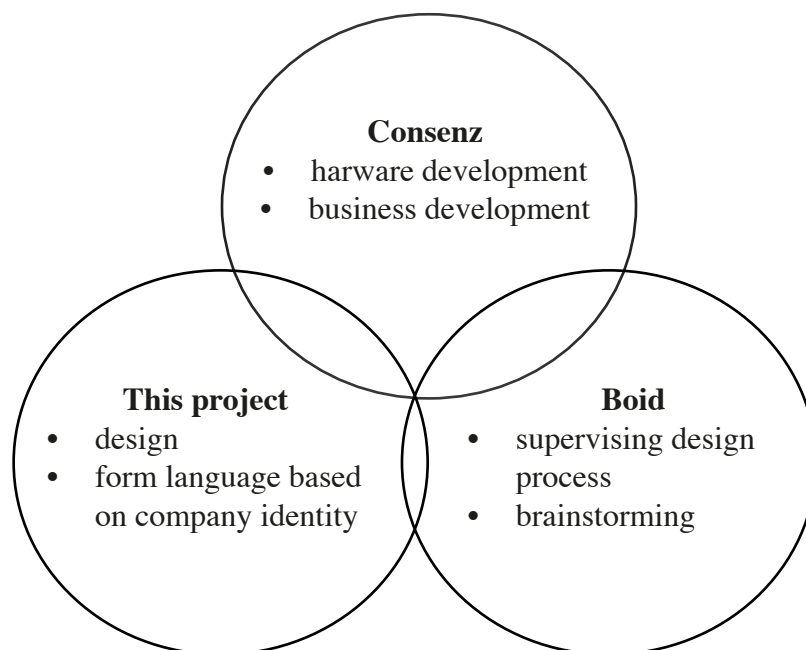 Consenz
• harware development
• business development
This project
• design
• form language based
on company identity
Boid
• supervising design
process
• brainstorming